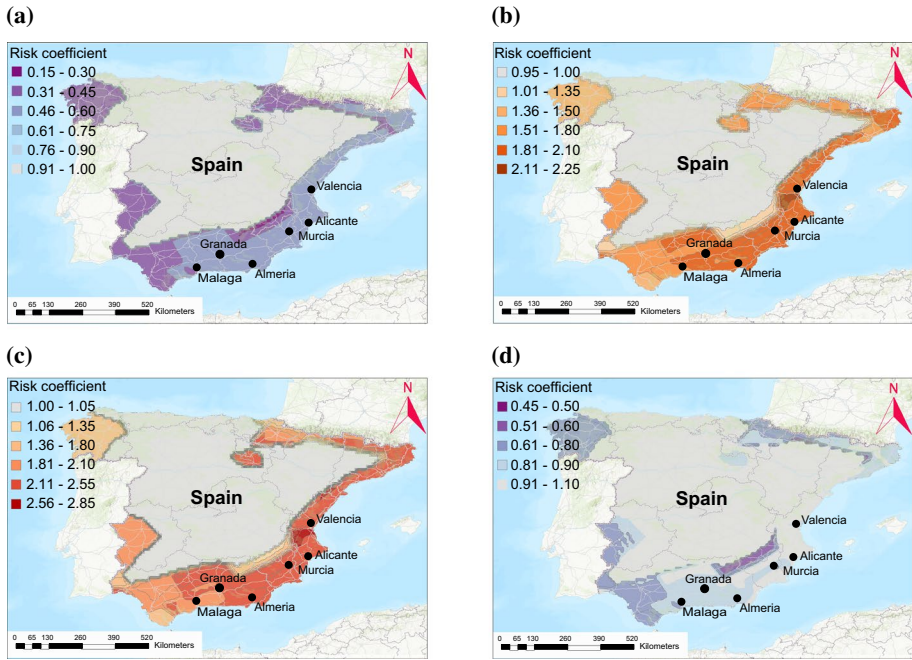 (a)
Risk coefficient
0.15 - 0.30
0.31 - 0.45
0.46 - 0.60
0.61 - 0.75
0.76 - 0.90
0.91 - 1.00
N
Spain
Valencia
Alicante
Murcia
Granada
Malaga
Almeria
0 65 130 260 390 520
Kilometers
(b)
Risk coefficient
0.95 - 1.00
1.01 - 1.35
1.36 - 1.50
1.51 - 1.80
1.81 - 2.10
2.11 - 2.25
N
Spain
Valencia
Alicante
Murcia
Granada
Malaga
Almeria
0 65 130 260 390 520
Kilometers
(c)
Risk coefficient
1.00 - 1.05
1.06 - 1.35
1.36 - 1.80
1.81 - 2.10
2.11 - 2.55
2.56 - 2.85
N
Spain
Valencia
Alicante
Murcia
Granada
Malaga
Almeria
0 65 130 260 390 520
Kilometers
(d)
Risk coefficient
0.45 - 0.50
0.51 - 0.60
0.61 - 0.80
0.81 - 0.90
0.91 - 1.10
N
Spain
Valencia
Alicante
Murcia
Granada
Malaga
Almeria
0 65 130 260 390 520
Kilometers